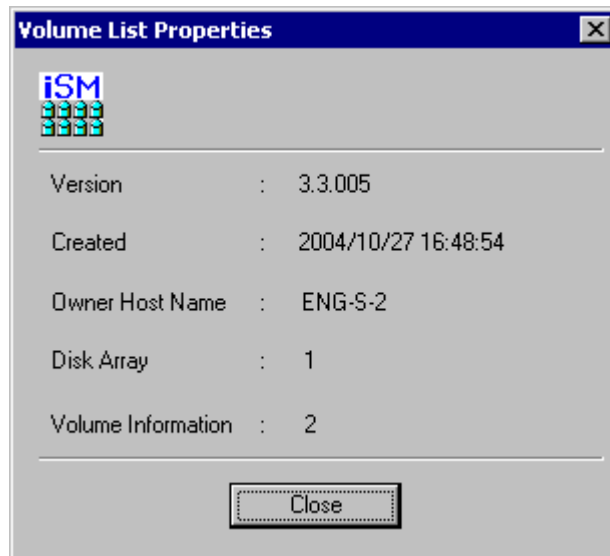 Volume List Properties
iSM
Version : 3.3.005
Created : 2004/10/27 16:48:54
Owner Host Name : ENG-S-2
Disk Array : 1
Volume Information : 2
Close